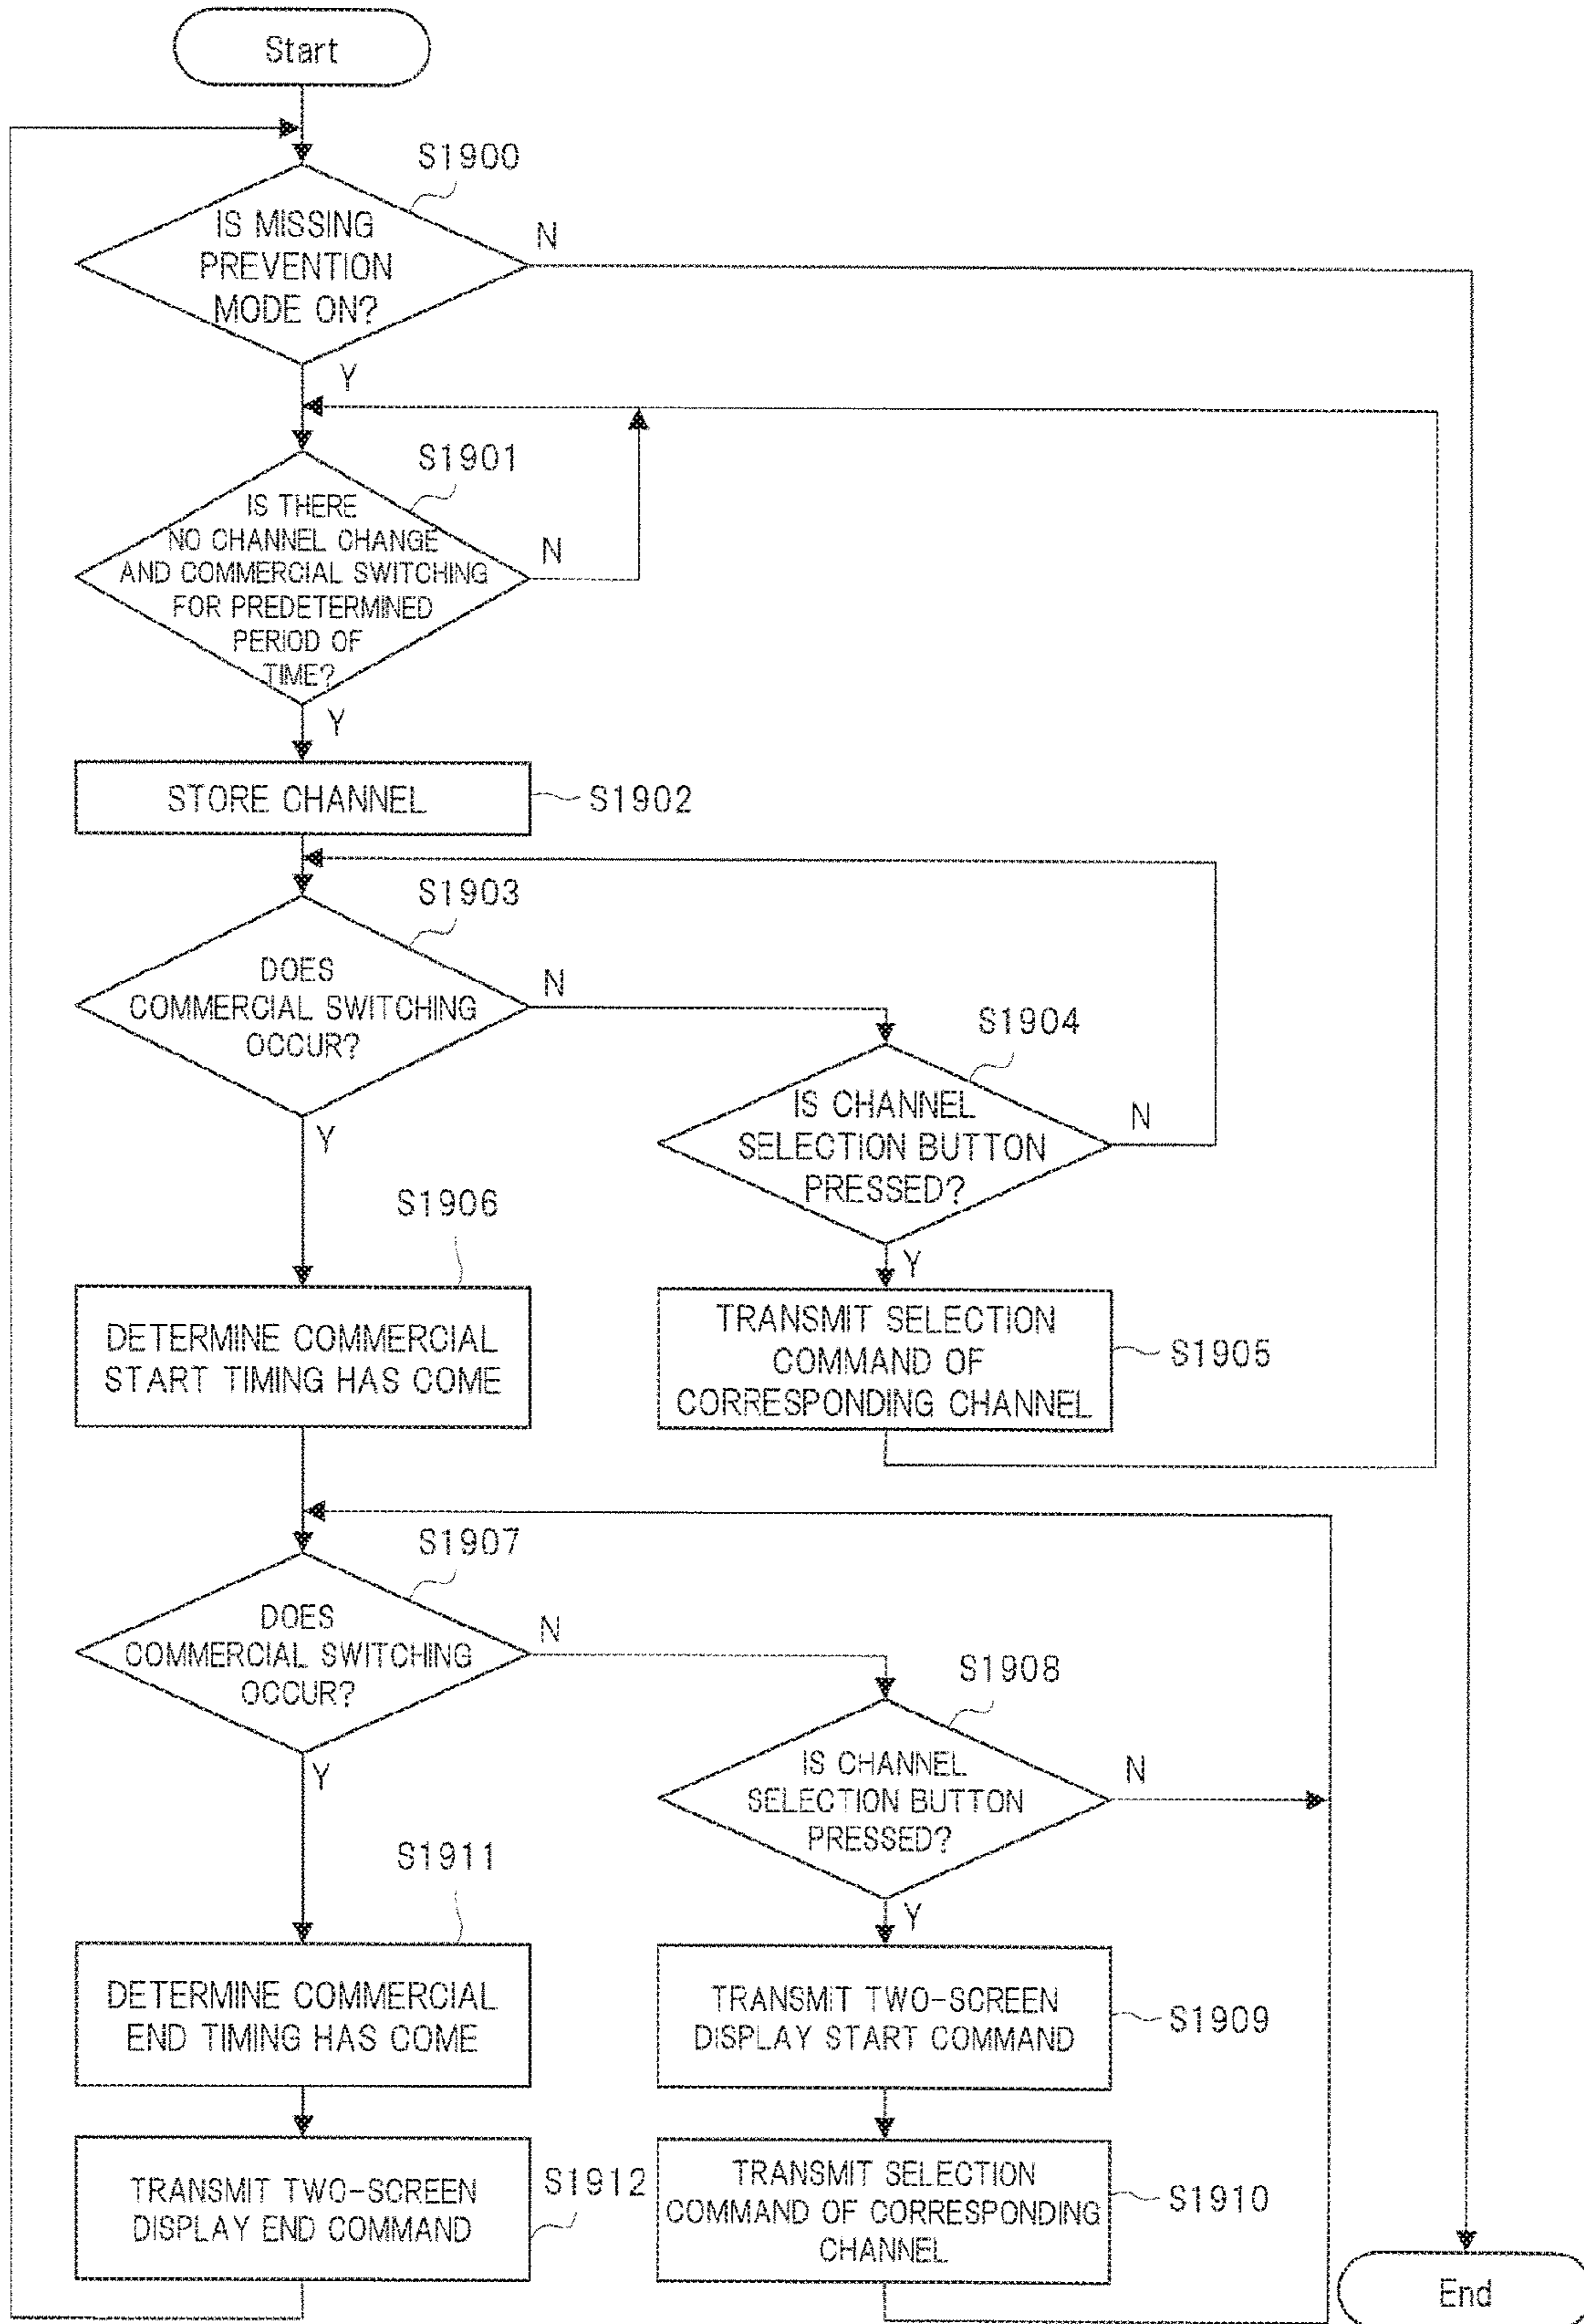 Start
S1900
IS MISSING
PREVENTION
MODE ON?
N
Y
S1901
IS THERE
NO CHANNEL CHANGE
AND COMMERCIAL SWITCHING
FOR PREDETERMINED
PERIOD OF
TIME?
N
Y
STORE CHANNEL
S1902
S1903
DOES
COMMERCIAL SWITCHING
OCCUR?
N
Y
S1904
IS CHANNEL
SELECTION BUTTON
PRESSED?
N
Y
TRANSMIT SELECTION
COMMAND OF
CORRESPONDING CHANNEL
S1905
S1906
DETERMINE COMMERCIAL
START TIMING HAS COME
S1907
DOES
COMMERCIAL SWITCHING
OCCUR?
N
Y
S1908
IS CHANNEL
SELECTION BUTTON
PRESSED?
N
Y
TRANSMIT TWO-SCREEN
DISPLAY START COMMAND
S1909
TRANSMIT SELECTION
COMMAND OF CORRESPONDING
CHANNEL
S1910
S1911
DETERMINE COMMERCIAL
END TIMING HAS COME
TRANSMIT TWO-SCREEN
DISPLAY END COMMAND
S1912
End